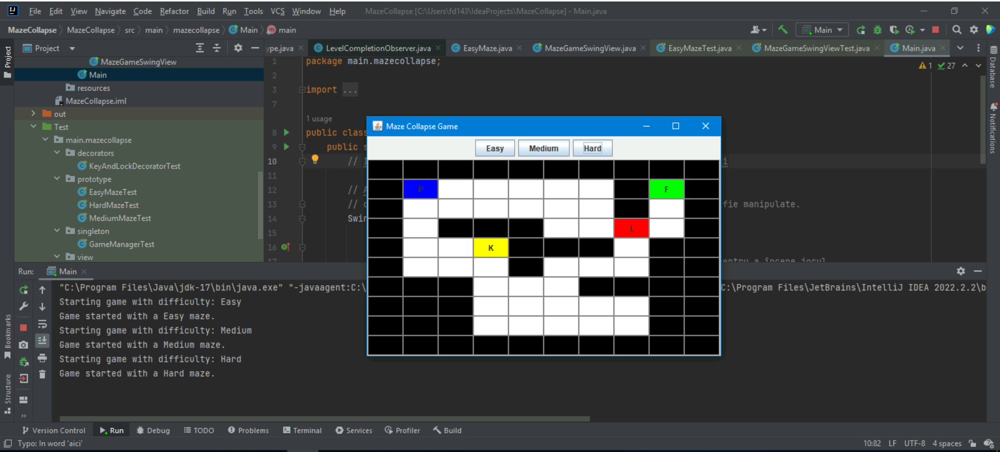 File Edit View Navigate Code Refactor Build Run Tools VCS Window Help MazeCollapse [C:\Users\fd143\IdeaProjects\MazeCollapse] - Main.java
MazeCollapse MazeCollapse src main mazecollapse Main main
Main
Project
Project
ype.java LevelCompletionObserver.java EasyMaze.java MazeGameSwingView.java EasyMazeTest.java MazeGameSwingViewTest.java Main.java
MazeGameSwingView
Main
resources
MazeCollapse.iml
out
Test
main.mazecollapse
decorators
KeyAndLockDecoratorTest
prototype
EasyMazeTest
HardMazeTest
MediumMazeTest
singleton
GameManagerTest
view
1 package main.mazecollapse;
2
3 import ...
7
1 usage
8 public clas
9 public s
10 //
11
12 //
13 // fie manipulate.
14 Swin
15
16
17 entru a începe jocul
1 27
Database
Notifications
Maze Collapse Game
Easy Medium Hard
P F
L
K
Run: Main
"C:\Program Files\Java\jdk-17\bin\java.exe" "-javaagent:C:\ C:\Program Files\JetBrains\IntelliJ IDEA 2022.2.2\b
Starting game with difficulty: Easy
Game started with a Easy maze.
Starting game with difficulty: Medium
Game started with a Medium maze.
Starting game with difficulty: Hard
Game started with a Hard maze.
Bookmarks
Structure
Version Control Run Debug TODO Problems Terminal Services Profiler Build
Typo: In word 'aici' 10:82 LF UTF-8 4 spaces